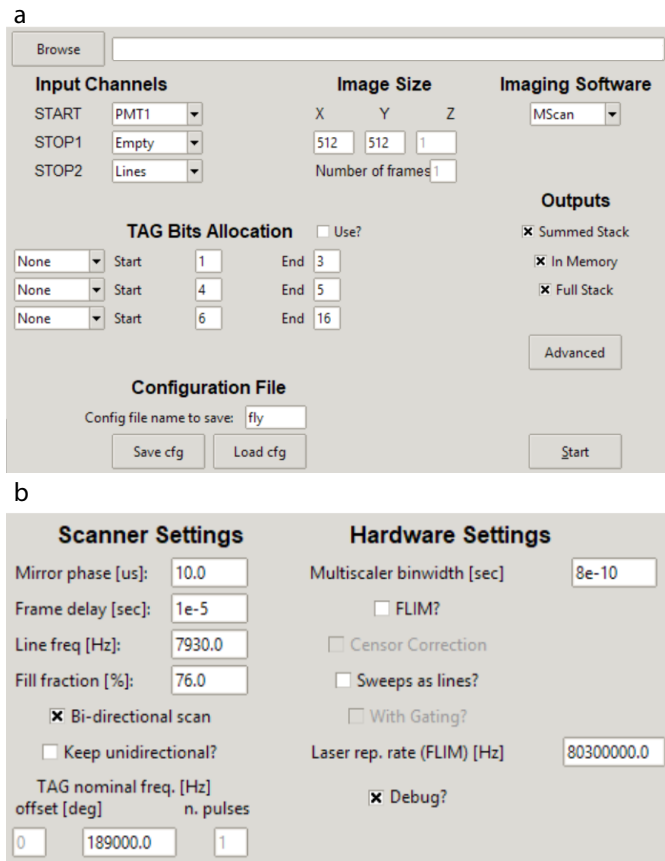 a
Browse
Input Channels Image Size Imaging Software
START PMT1 X Y Z MScan
STOP1 Empty 512 512 1
STOP2 Lines Number of frames 1
Outputs
TAG Bits Allocation Use? Summed Stack
None Start 1 End 3 In Memory
None Start 4 End 5 Full Stack
None Start 6 End 16
Advanced
Configuration File
Config file name to save: fly
Save cfg Load cfg Start
b
Scanner Settings Hardware Settings
Mirror phase [us]: 10.0 Multiscaler binwidth [sec] 8e-10
Frame delay [sec]: 1e-5 FLIM?
Line freq [Hz]: 7930.0 Censor Correction
Fill fraction [%]: 76.0 Sweeps as lines?
Bi-directional scan With Gating?
Keep unidirectional? Laser rep. rate (FLIM) [Hz] 80300000.0
TAG nominal freq. [Hz] Debug?
offset [deg] n. pulses
0 189000.0 1